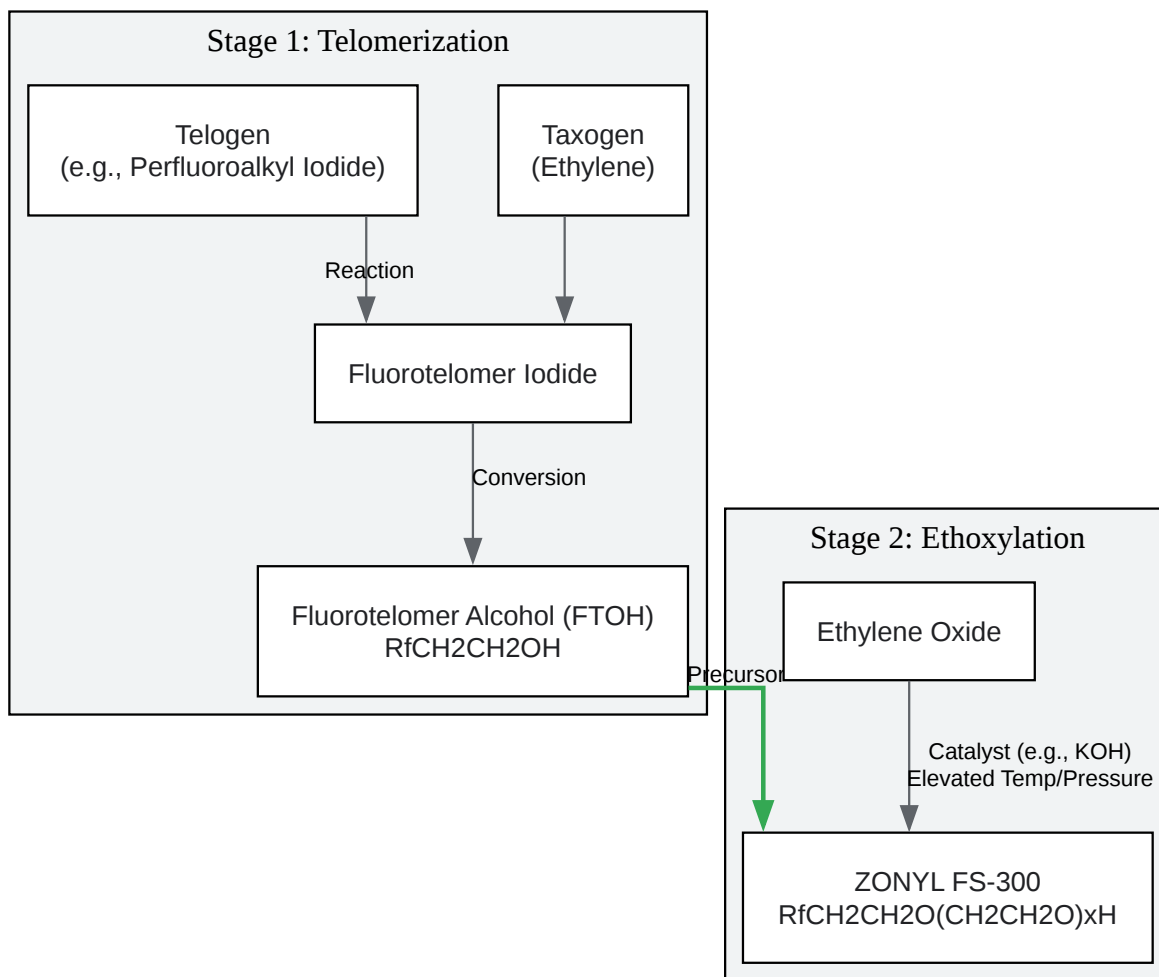 Stage 1: Telomerization
Telogen
(e.g., Perfluoroalkyl Iodide)
Taxogen
(Ethylene)
Reaction
Fluorotelomer Iodide
Conversion
Fluorotelomer Alcohol (FTOH)
RfCH2CH2OH
Precursor
Stage 2: Ethoxylation
Ethylene Oxide
Catalyst (e.g., KOH)
Elevated Temp/Pressure
ZONYL FS-300
RfCH2CH2O(CH2CH2O)xH